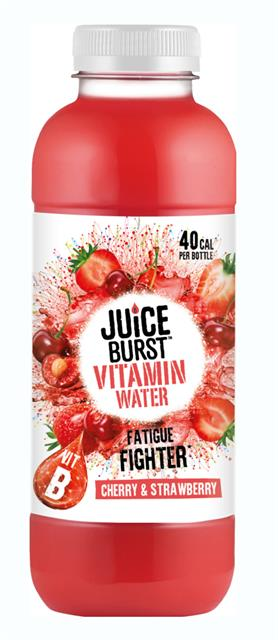 40 CAL
PER BOTTLE
JUiCE
BURST™
VITAMIN
WATER
FATIGUE
FIGHTER
VIT
B
CHERRY & STRAWBERRY